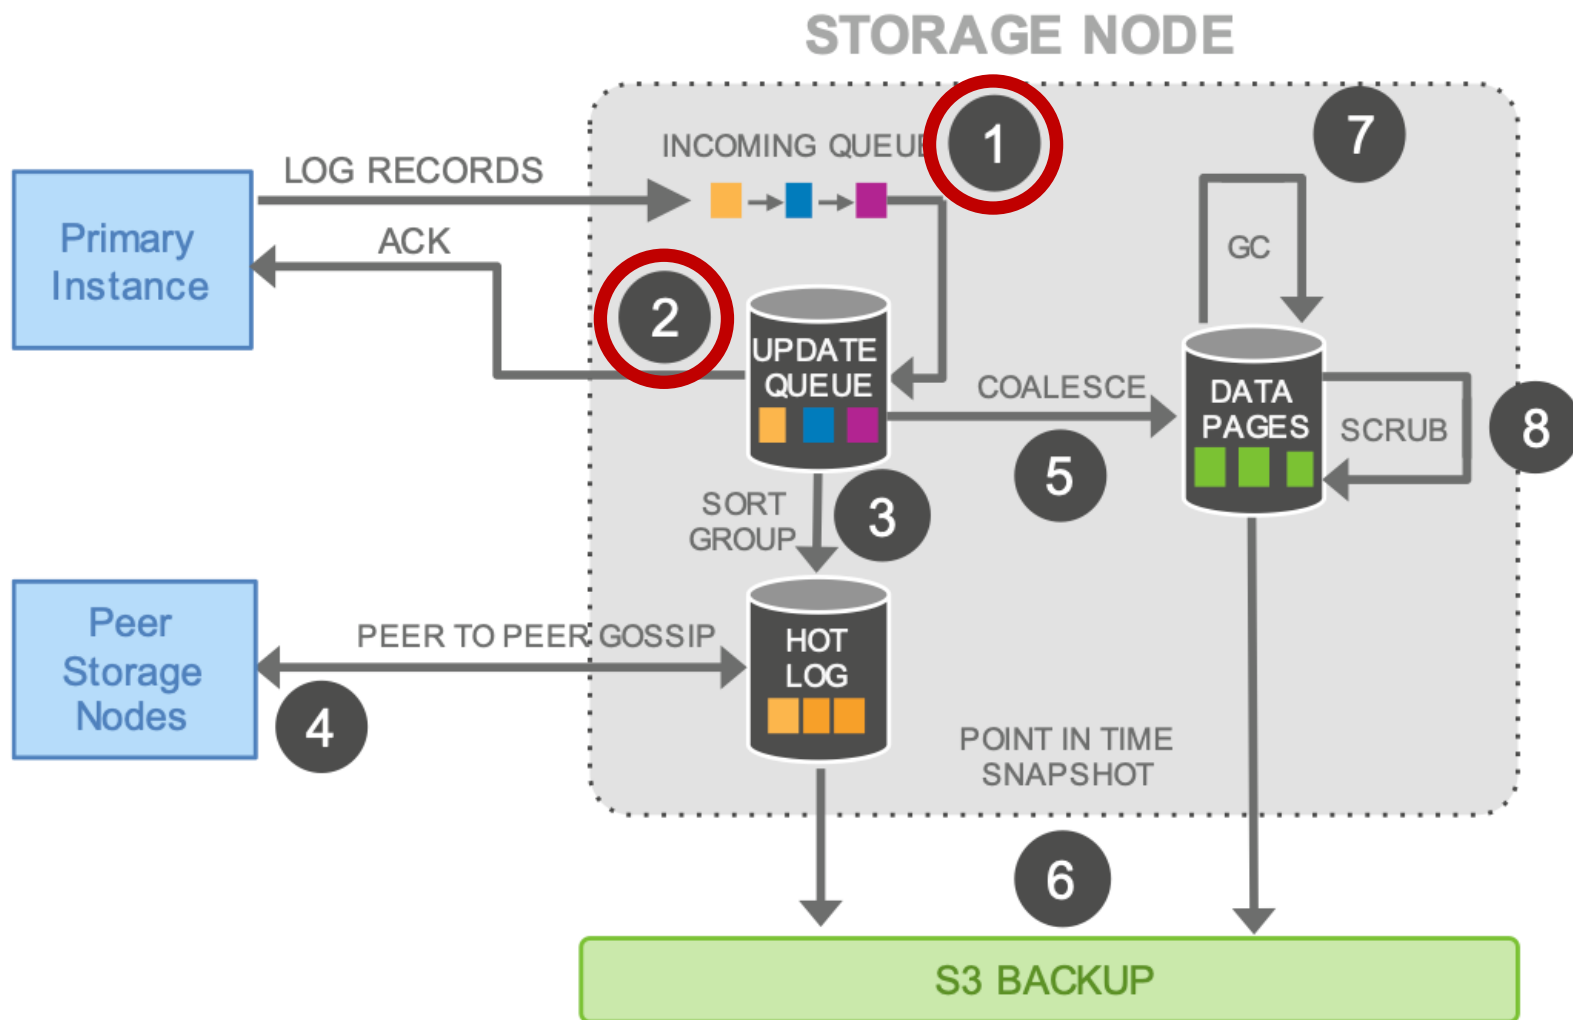 STORAGE NODE
INCOMING QUEUE
1
7
LOG RECORDS
Primary
Instance
ACK
GC
2
UPDATE
QUEUE
COALESCE
DATA
PAGES
SCRUB
8
5
SORT
GROUP
3
Peer
Storage
Nodes
PEER TO PEER GOSSIP
HOT
LOG
4
POINT IN TIME
SNAPSHOT
6
S3 BACKUP